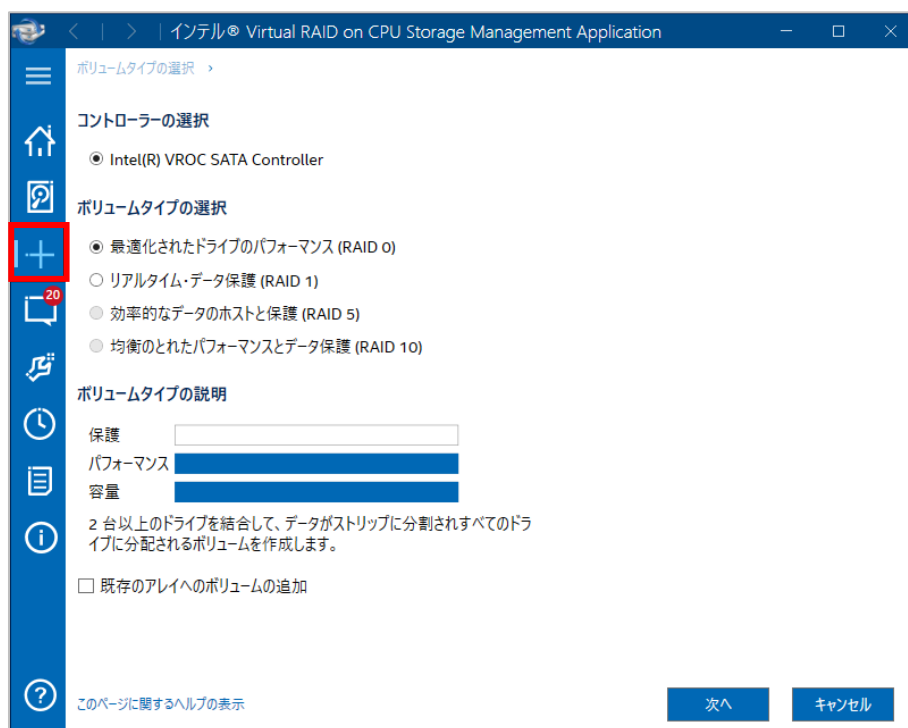 インテル® Virtual RAID on CPU Storage Management Application
ボリュームタイプの選択 ›
コントローラーの選択
Intel(R) VROC SATA Controller
ボリュームタイプの選択
最適化されたドライブのパフォーマンス (RAID 0)
リアルタイム・データ保護 (RAID 1)
20
効率的なデータのホストと保護 (RAID 5)
均衡のとれたパフォーマンスとデータ保護 (RAID 10)
ボリュームタイプの説明
保護
パフォーマンス
容量
2 台以上のドライブを結合して、データがストリップに分割されすべてのドラ
イブに分配されるボリュームを作成します。
既存のアレイへのボリュームの追加
このページに関するヘルプの表示
次へ
キャンセル